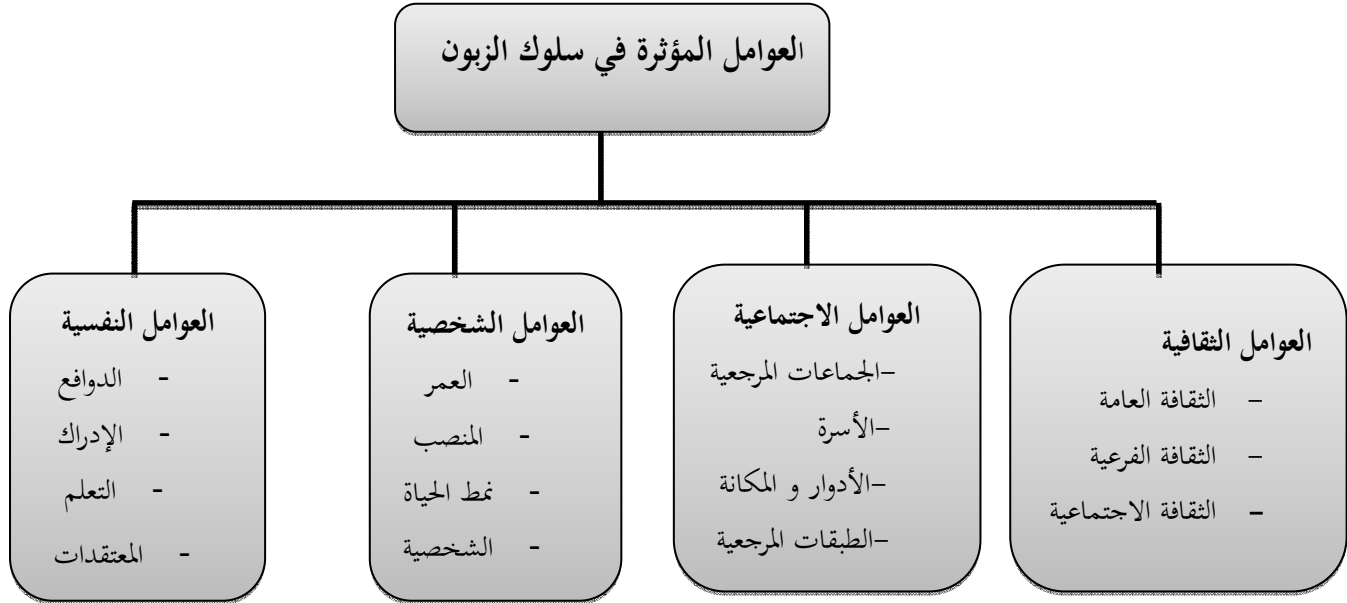 العوامل المؤثرة في سلوك الزبون
العوامل الثقافية
- الثقافة العامة
- الثقافة الفرعية
- الثقافة الاجتماعية
العوامل الاجتماعية
-الجماعات المرجعية
-الأسرة
-الأدوار و المكانة
-الطبقات المرجعية
العوامل الشخصية
- العمر
- المنصب
- نمط الحياة
- الشخصية
العوامل النفسية
- الدوافع
- الإدراك
- التعلم
- المعتقدات